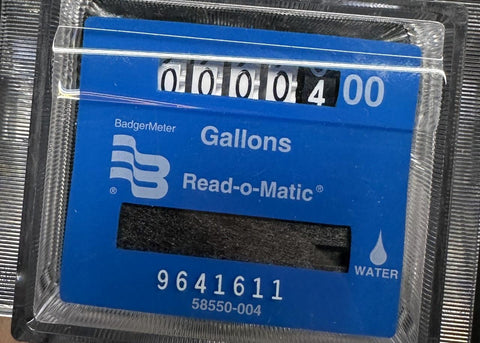 0000400
BadgerMeter
Gallons
®
Read-o-Matic®
WATER
9641611
58550-004